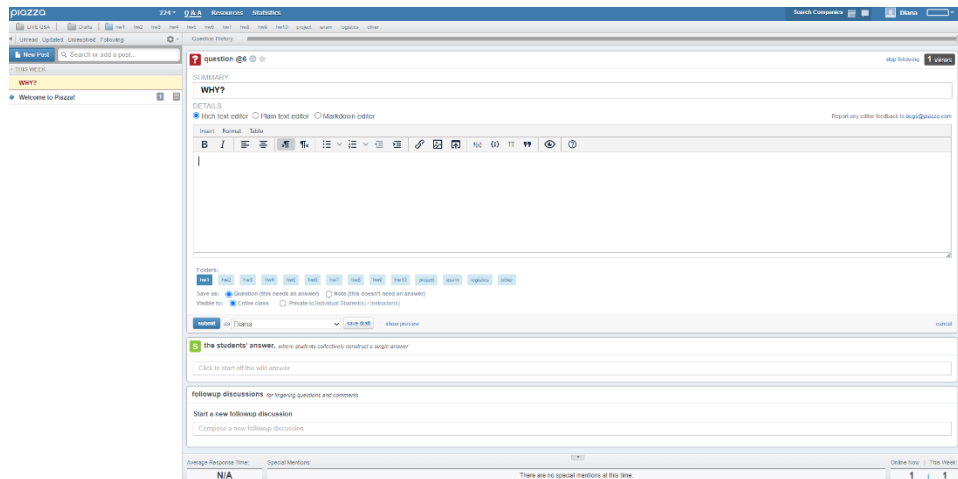 piazza 224 Q & A Resources Statistics Search Companies Diana
LIVE Q&A Drafts hw1 hw2 hw3 hw4 hw5 hw6 hw7 hw8 hw9 hw10 project exam logistics other
Unread Updated Unresolved Following
Question History:
New Post Search or add a post...
THIS WEEK
WHY?
Welcome to Piazza! 1
question @6
stop following 1 views
SUMMARY
WHY?
DETAILS
Rich text editor Plain text editor Markdown editor
Report any editor feedback to bugs@piazza.com
Insert Format Table
B I
Folders:
hw1 hw2 hw3 hw4 hw5 hw6 hw7 hw8 hw9 hw10 project exam logistics other
Save as: Question (this needs an answer) Note (this doesn't need an answer)
Visible to: Entire class Private to Individual Student(s) / Instructor(s)
submit as Diana save draft show preview cancel
S the students' answer, where students collectively construct a single answer
Click to start off the wiki answer
followup discussions for lingering questions and comments
Start a new followup discussion
Compose a new followup discussion
Average Response Time: Special Mentions: Online Now | This Week:
N/A There are no special mentions at this time. 1 | 1